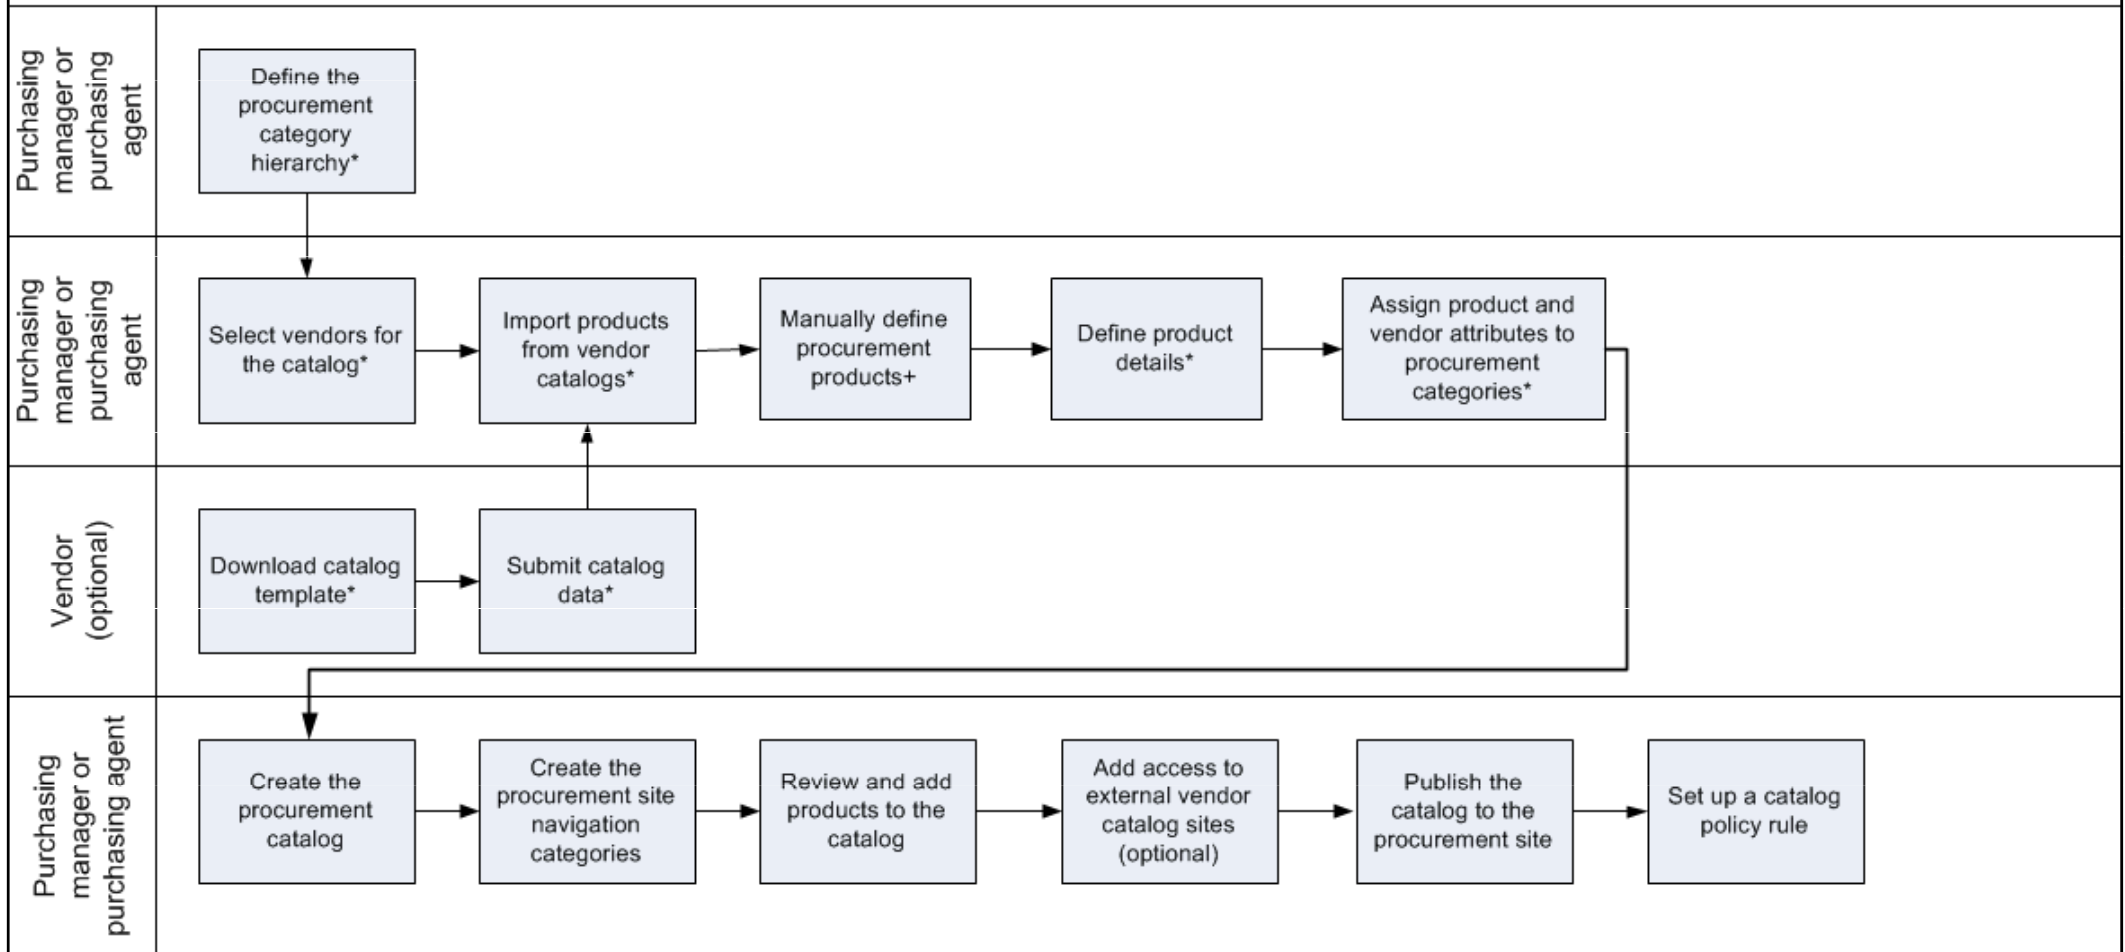 Purchasing
manager or
purchasing
agent
Define the
procurement
category
hierarchy*
Purchasing
manager or
purchasing
agent
Select vendors for
the catalog*
Import products
from vendor
catalogs*
Manually define
procurement
products+
Define product
details*
Assign product and
vendor attributes to
procurement
categories*
Vendor
(optional)
Download catalog
template*
Submit catalog
data*
Purchasing
manager or
purchasing agent
Create the
procurement
catalog
Create the
procurement site
navigation
categories
Review and add
products to the
catalog
Add access to
external vendor
catalog sites
(optional)
Publish the
catalog to the
procurement site
Set up a catalog
policy rule